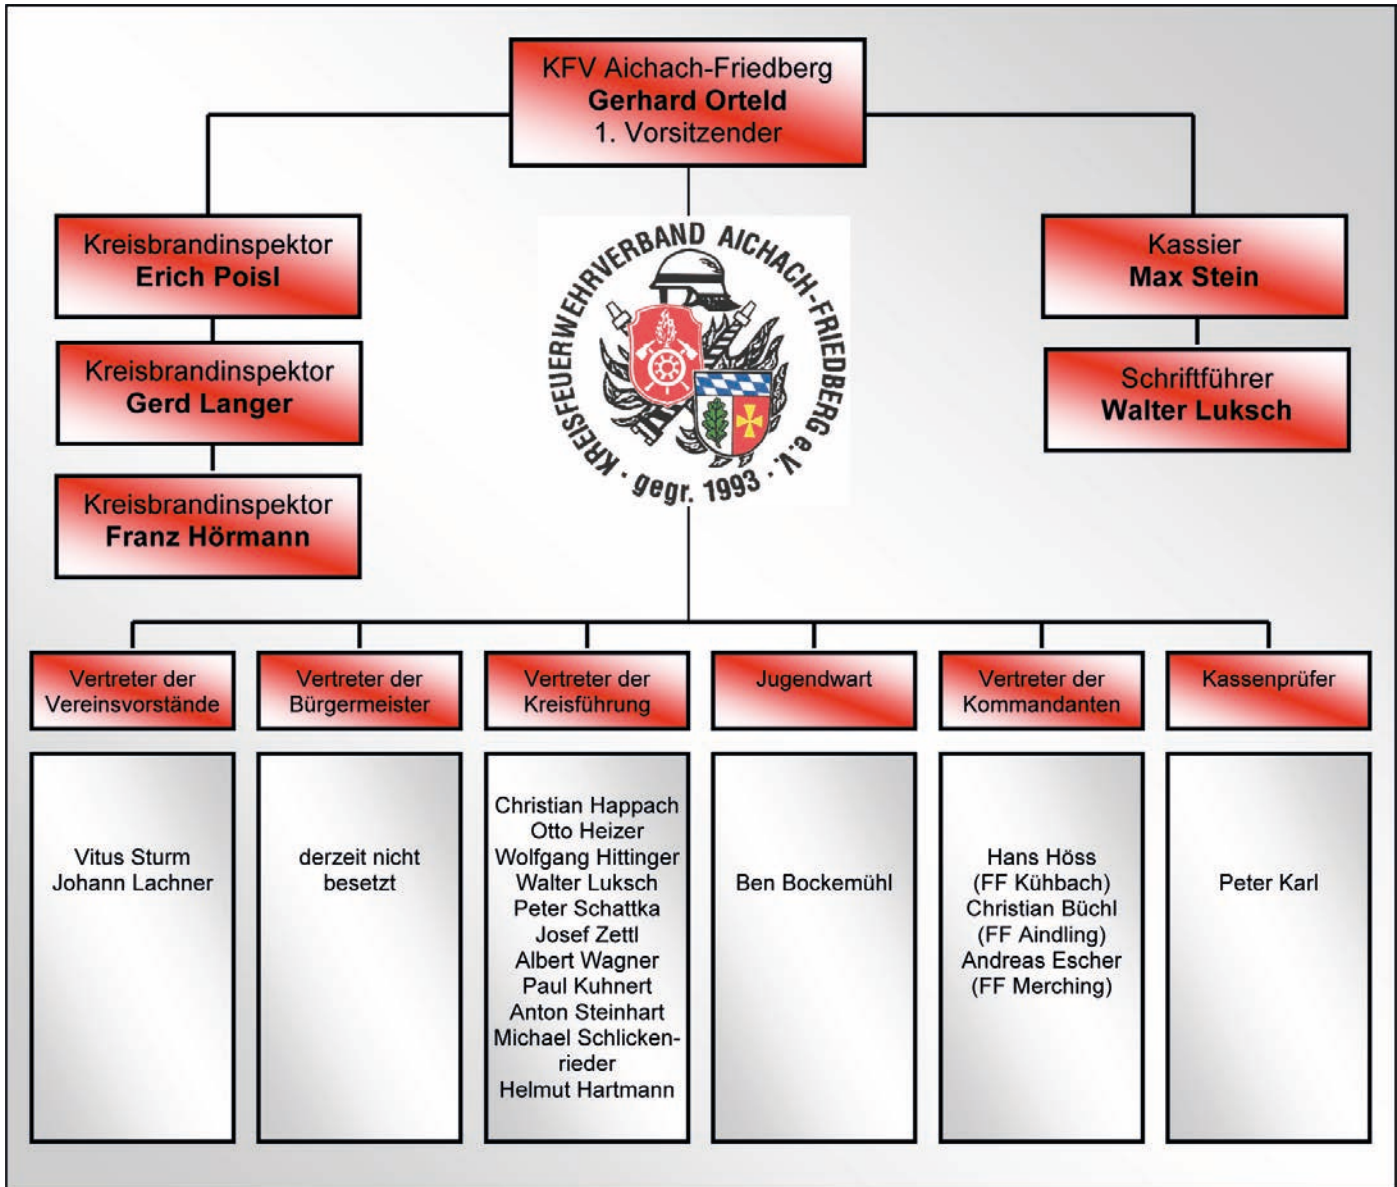 KFV Aichach-Friedberg
Gerhard Orteld
1. Vorsitzender
Kreisbrandinspektor
Erich Poisl
Kreisbrandinspektor
Gerd Langer
Kreisbrandinspektor
Franz Hörmann
KREISFEUERWEHRVERBAND AICHACH-FRIEDBERG e.V.
· gegr. 1993 ·
Kassier
Max Stein
Schriftführer
Walter Luksch
Vertreter der
Vereinsvorstände
Vitus Sturm
Johann Lachner
Vertreter der
Bürgermeister
derzeit nicht
besetzt
Vertreter der
Kreisführung
Christian Happach
Otto Heizer
Wolfgang Hittinger
Walter Luksch
Peter Schattka
Josef Zettl
Albert Wagner
Paul Kuhnert
Anton Steinhart
Michael Schlicken-
rieder
Helmut Hartmann
Jugendwart
Ben Bockemühl
Vertreter der
Kommandanten
Hans Höss
(FF Kühbach)
Christian Büchl
(FF Aindling)
Andreas Escher
(FF Merching)
Kassenprüfer
Peter Karl